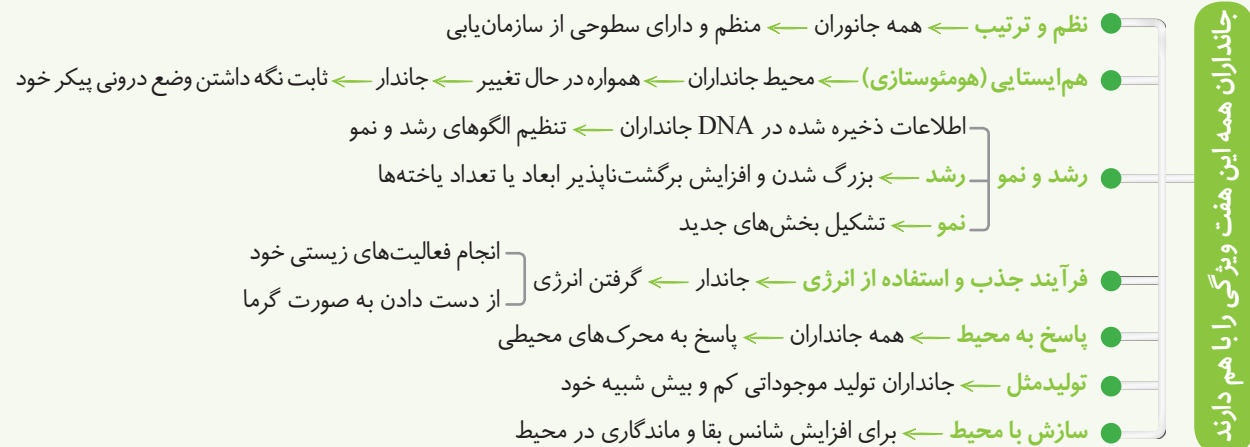 جانداران همه این هفت ویژگی را با هم دارند
نظم و ترتیب ← همه جانوران ← منظم و دارای سطوحی از سازمان‌یابی
هم‌ایستایی (هومئوستازی) ← محیط جانداران ← همواره در حال تغییر ← جاندار ← ثابت نگه داشتن وضع درونی پیکر خود
رشد و نمو
اطلاعات ذخیره شده در DNA جانداران ← تنظیم الگوهای رشد و نمو
رشد ← بزرگ شدن و افزایش برگشت‌ناپذیر ابعاد یا تعداد یاخته‌ها
نمو ← تشکیل بخش‌های جدید
فرآیند جذب و استفاده از انرژی ← جاندار ← گرفتن انرژی
انجام فعالیت‌های زیستی خود
از دست دادن به صورت گرما
پاسخ به محیط ← همه جانداران ← پاسخ به محرک‌های محیطی
تولیدمثل ← جانداران تولید موجوداتی کم و بیش شبیه خود
سازش با محیط ← برای افزایش شانس بقا و ماندگاری در محیط